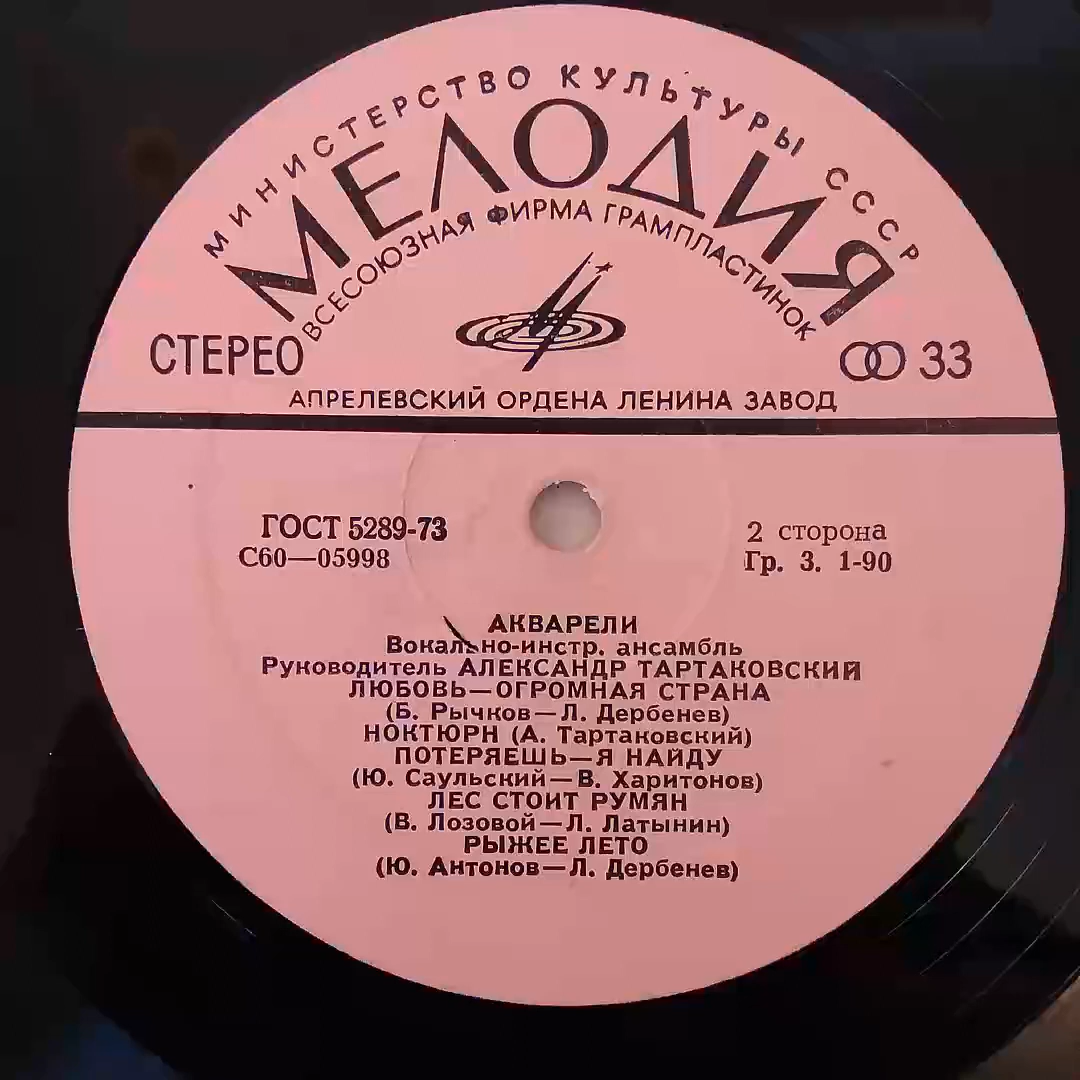 МИНИСТЕРСТВО КУЛЬТУРЫ СССР
МЕЛОДИЯ
ВСЕСОЮЗНАЯ ФИРМА ГРАМПЛАСТИНОК
СТЕРЕО
33
АПРЕЛЕВСКИЙ ОРДЕНА ЛЕНИНА ЗАВОД
ГОСТ 5289-73
С60—05998
2 сторона
Гр. 3. 1-90
АКВАРЕЛИ
Вокально-инстр. ансамбль
Руководитель АЛЕКСАНДР ТАРТАКОВСКИЙ
ЛЮБОВЬ—ОГРОМНАЯ СТРАНА
(Б. Рычков—Л. Дербенев)
НОКТЮРН (А. Тартаковский)
ПОТЕРЯЕШЬ—Я НАЙДУ
(Ю. Саульский—В. Харитонов)
ЛЕС СТОИТ РУМЯН
(В. Лозовой—Л. Латынин)
РЫЖЕЕ ЛЕТО
(Ю. Антонов—Л. Дербенев)